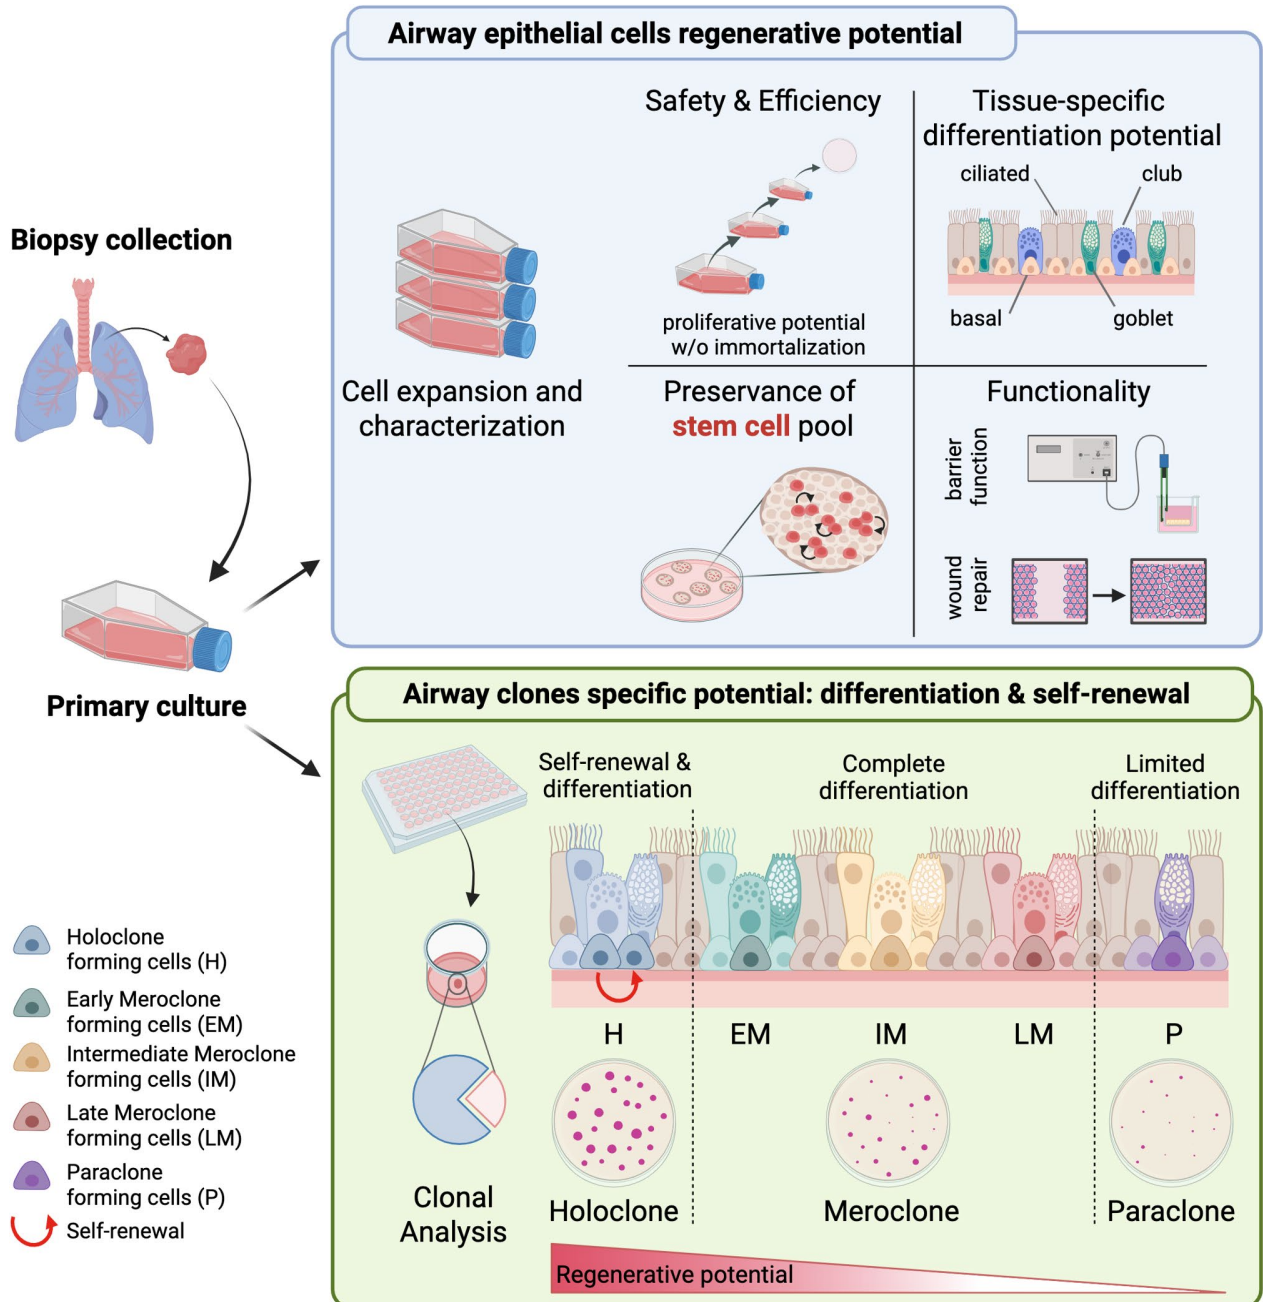 Airway epithelial cells regenerative potential
Biopsy collection
Primary culture
Cell expansion and
characterization
Safety & Efficiency
proliferative potential
w/o immortalization
Tissue-specific
differentiation potential
ciliated
club
basal
goblet
Preservance of
stem cell pool
Functionality
barrier
function
wound
repair
Airway clones specific potential: differentiation & self-renewal
Self-renewal &
differentiation
Complete
differentiation
Limited
differentiation
H
EM
IM
LM
P
Clonal
Analysis
Holoclone
Meroclone
Paraclone
Regenerative potential
Holoclone
forming cells (H)
Early Meroclone
forming cells (EM)
Intermediate Meroclone
forming cells (IM)
Late Meroclone
forming cells (LM)
Paraclone
forming cells (P)
Self-renewal